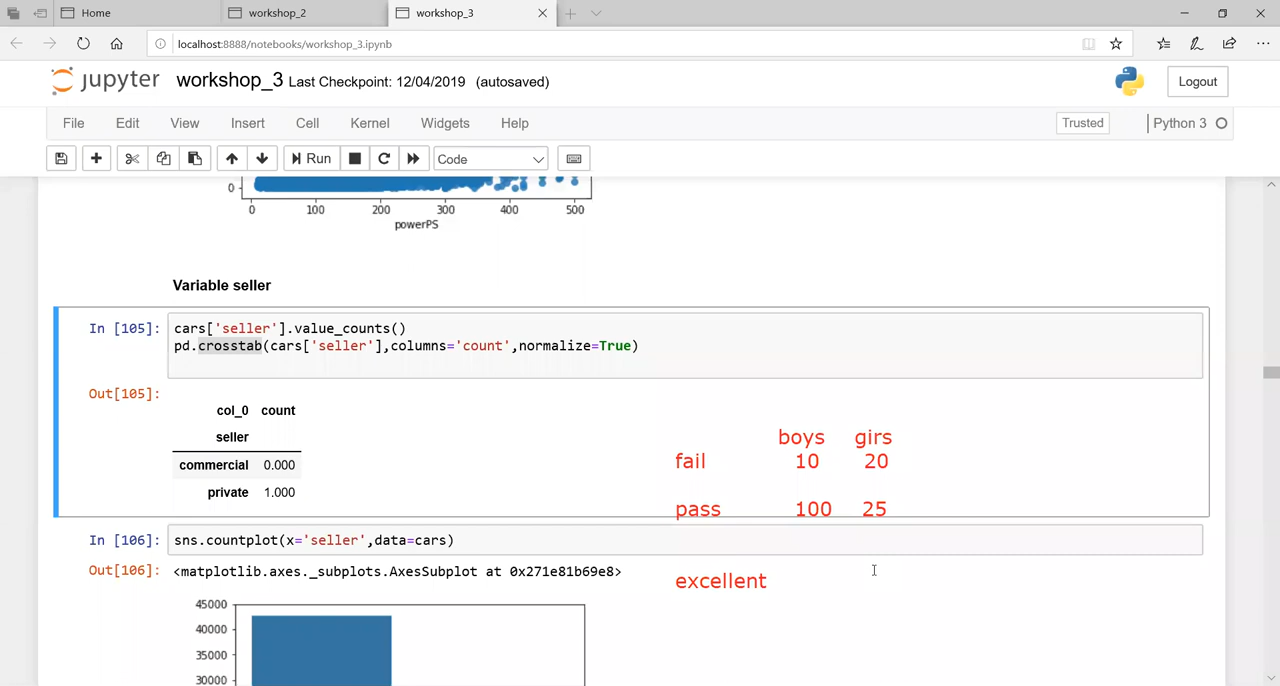 Home
workshop_2
workshop_3
localhost:8888/notebooks/workshop_3.ipynb
jupyter workshop_3 Last Checkpoint: 12/04/2019 (autosaved)
Logout
File Edit View Insert Cell Kernel Widgets Help
Trusted
Python 3
Run
Code
0
0 100 200 300 400 500
powerPS
Variable seller
In [105]:
cars['seller'].value_counts()
pd.crosstab(cars['seller'],columns='count',normalize=True)
Out[105]:
col_0 count
seller
commercial 0.000
private 1.000
boys girs
fail 10 20
pass 100 25
In [106]: sns.countplot(x='seller',data=cars)
Out[106]: <matplotlib.axes._subplots.AxesSubplot at 0x271e81b69e8>
excellent
45000
40000
35000
30000